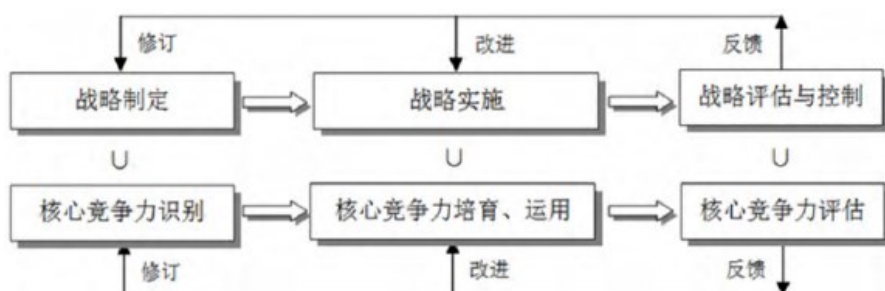 修订 改进 反馈
战略制定 战略实施 战略评估与控制
∪ ∪ ∪
核心竞争力识别 核心竞争力培育、运用 核心竞争力评估
修订 改进 反馈